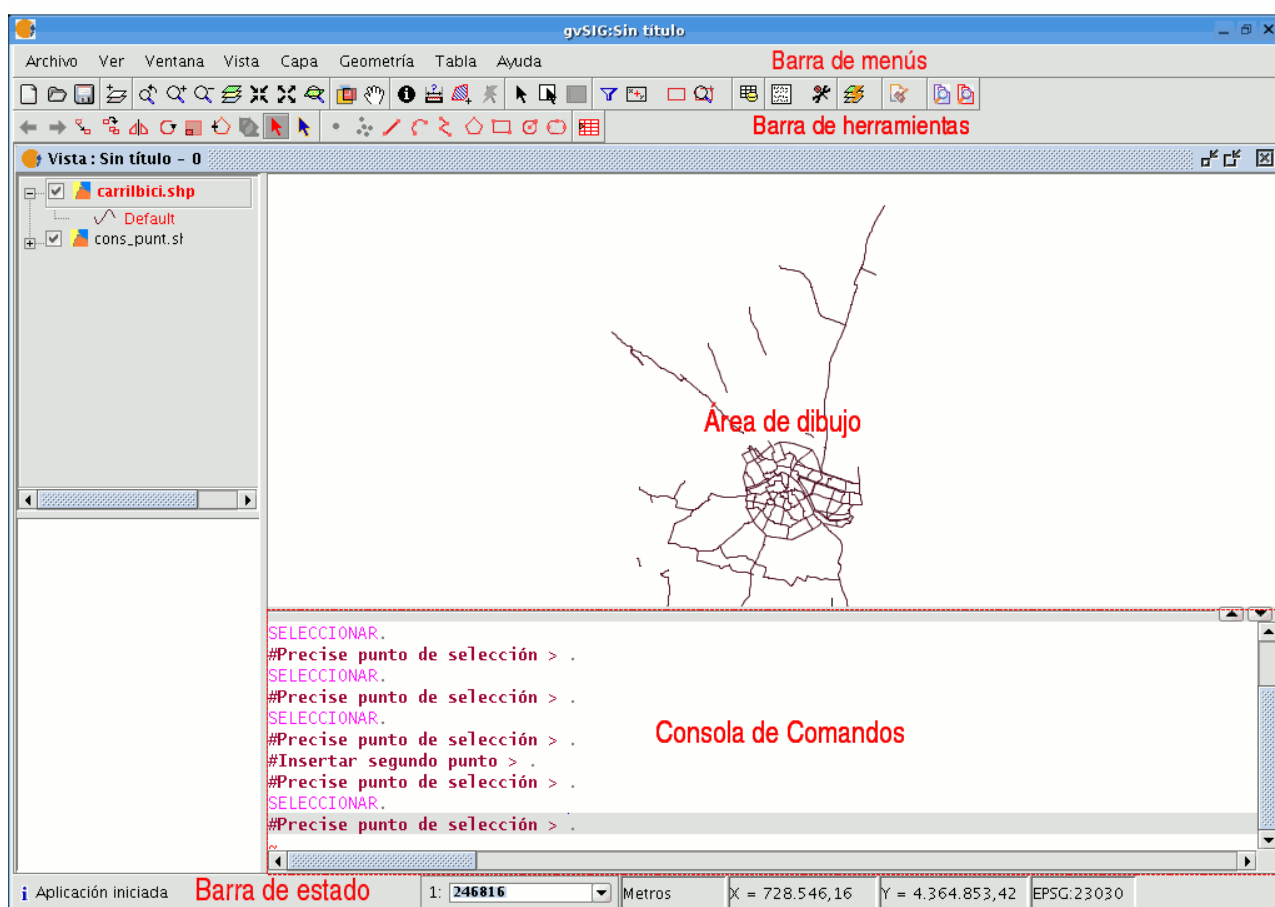 gvSIG:Sin título
Archivo Ver Ventana Vista Capa Geometría Tabla Ayuda
Barra de menús
Barra de herramientas
Vista : Sin título - 0
carrilbici.shp
Default
cons_punt.sh
Área de dibujo
SELECCIONAR.
#Precise punto de selección > .
SELECCIONAR.
#Precise punto de selección > .
SELECCIONAR.
#Precise punto de selección > .
#Insertar segundo punto > .
#Precise punto de selección > .
SELECCIONAR.
#Precise punto de selección > .
Consola de Comandos
i Aplicación iniciada
Barra de estado
1: 246816
Metros
X = 728.546,16
Y = 4.364.853,42
EPSG:23030